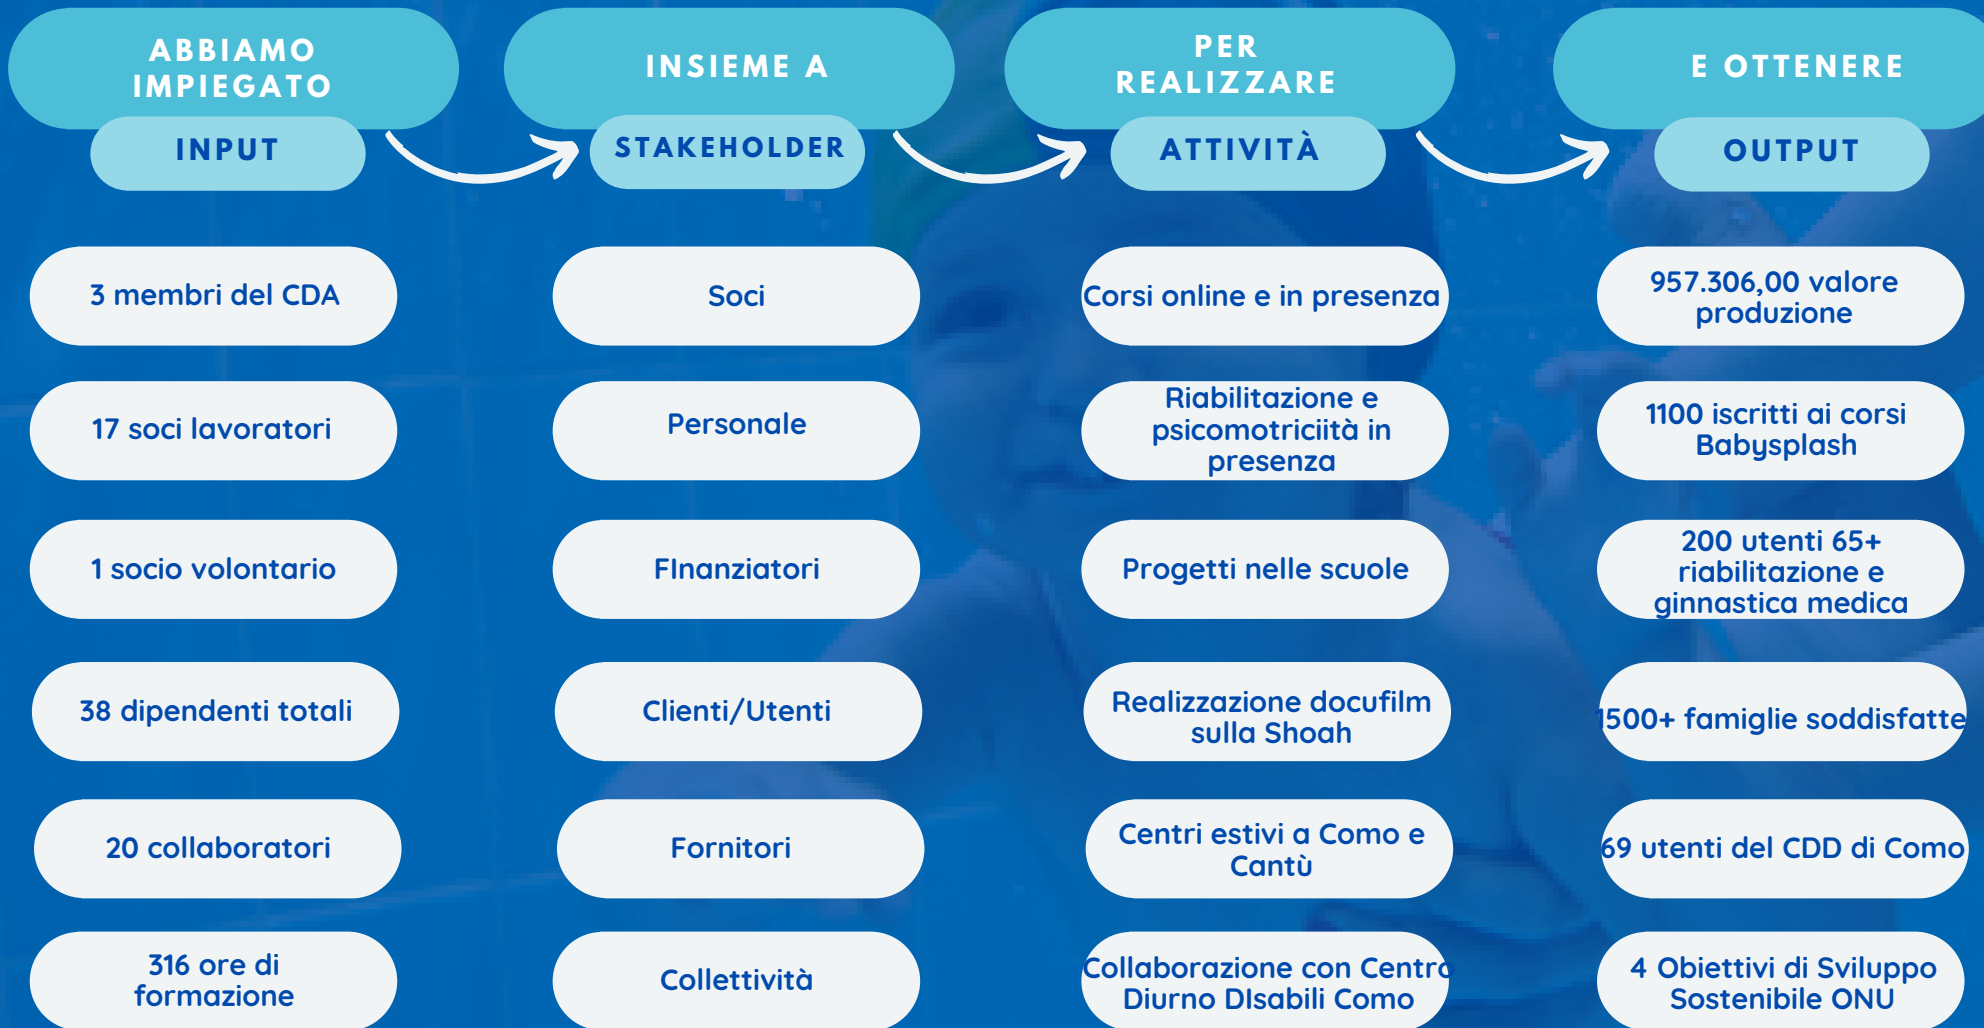 ABBIAMO
IMPIEGATO
INPUT
3 membri del CDA
17 soci lavoratori
1 socio volontario
38 dipendenti totali
20 collaboratori
316 ore di
formazione
INSIEME A
STAKEHOLDER
Soci
Personale
FInanziatori
Clienti/Utenti
Fornitori
Collettività
PER
REALIZZARE
ATTIVITÀ
Corsi online e in presenza
Riabilitazione e
psicomotriciità in
presenza
Progetti nelle scuole
Realizzazione docufilm
sulla Shoah
Centri estivi a Como e
Cantù
Collaborazione con Centro
Diurno DIsabili Como
E OTTENERE
OUTPUT
957.306,00 valore
produzione
1100 iscritti ai corsi
Babysplash
200 utenti 65+
riabilitazione e
ginnastica medica
1500+ famiglie soddisfatte
69 utenti del CDD di Como
4 Obiettivi di Sviluppo
Sostenibile ONU